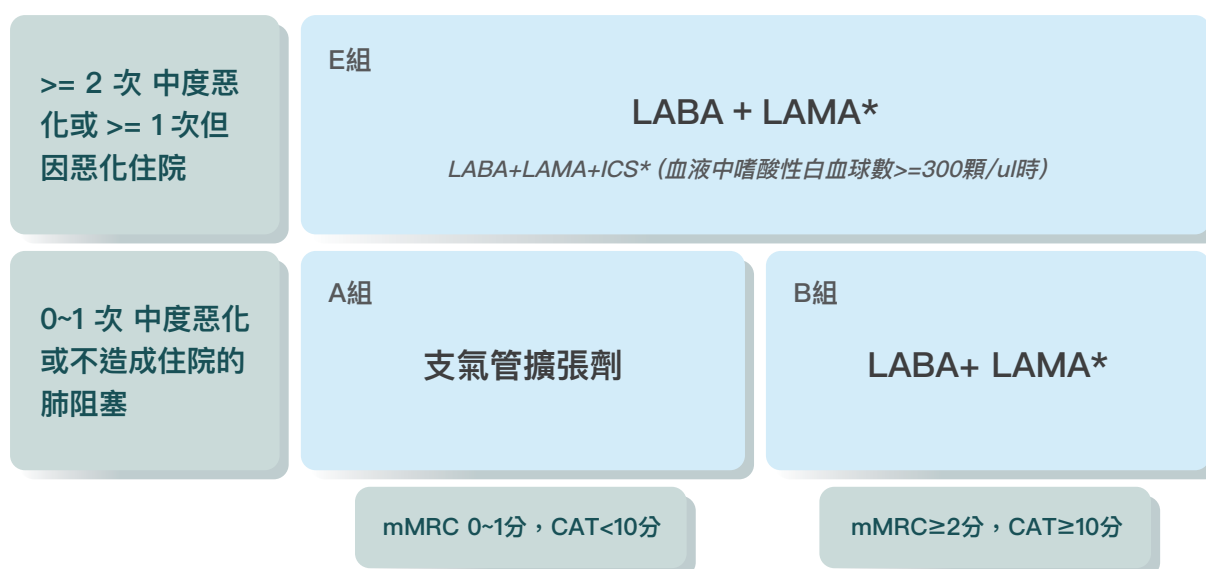 >= 2 次 中度惡
化或 >= 1 次但
因惡化住院
E組
LABA + LAMA*
LABA+LAMA+ICS* (血液中嗜酸性白血球數>=300顆/ul時)
0~1 次 中度惡化
或不造成住院的
肺阻塞
A組
支氣管擴張劑
B組
LABA+ LAMA*
mMRC 0~1分，CAT<10分
mMRC≥2分，CAT≥10分